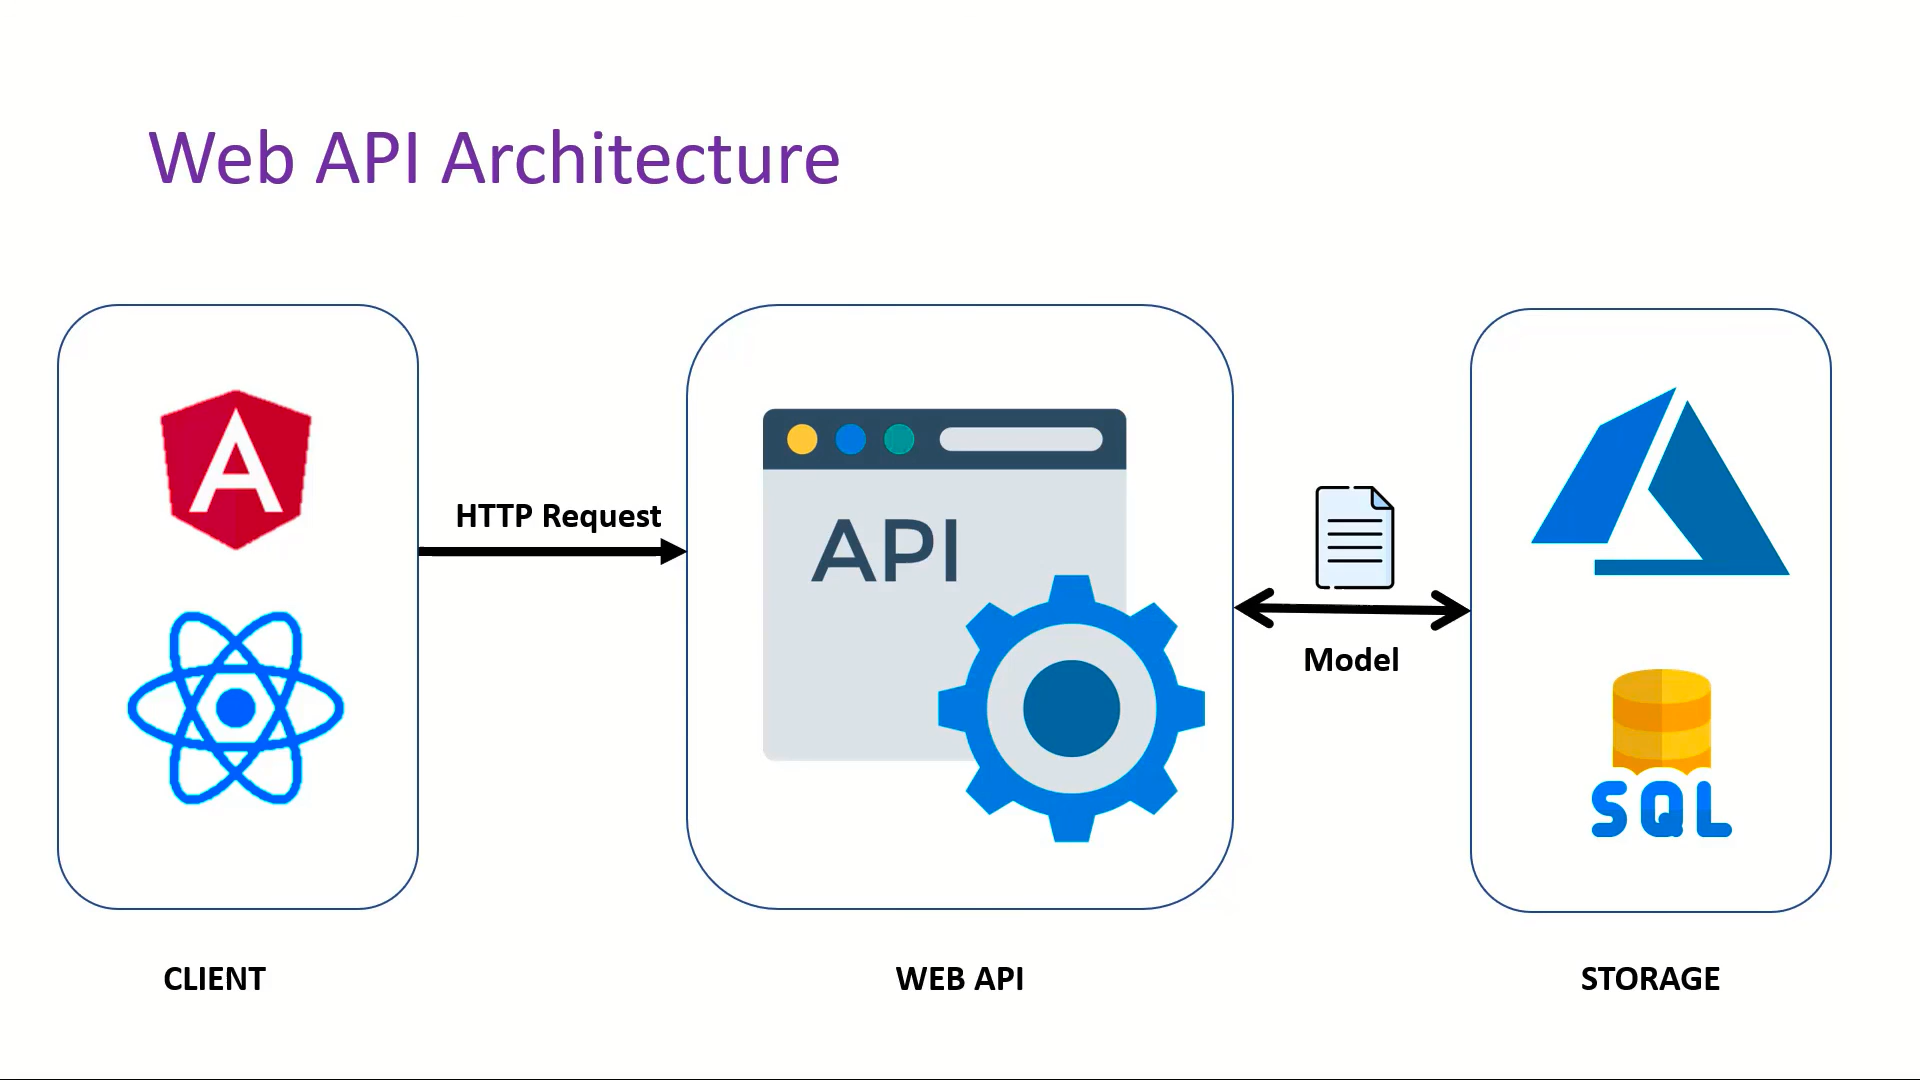 Web API Architecture
A
HTTP Request
API
Model
SQL
CLIENT
WEB API
STORAGE